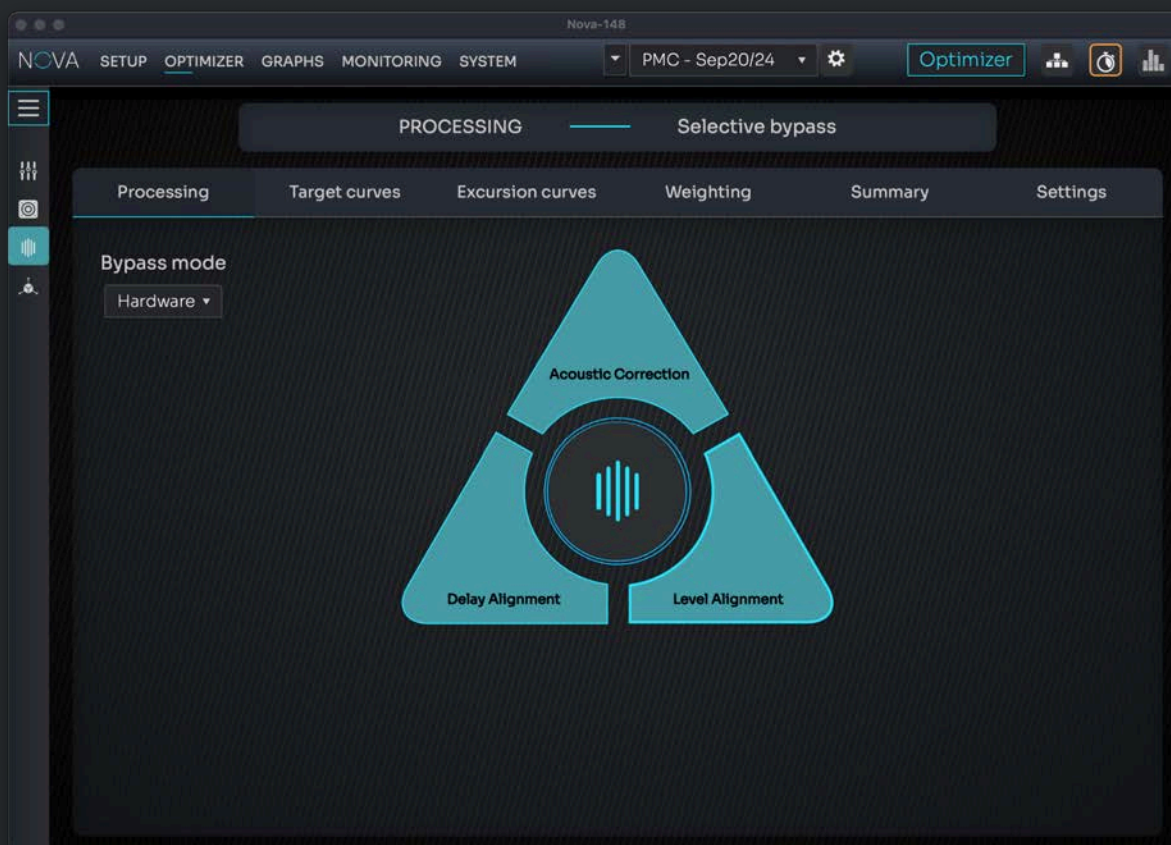 Nova-148
NOVA SETUP OPTIMIZER GRAPHS MONITORING SYSTEM PMC - Sep20/24 Optimizer
PROCESSING Selective bypass
Processing Target curves Excursion curves Weighting Summary Settings
Bypass mode
Hardware
Acoustic Correction
Delay Alignment Level Alignment